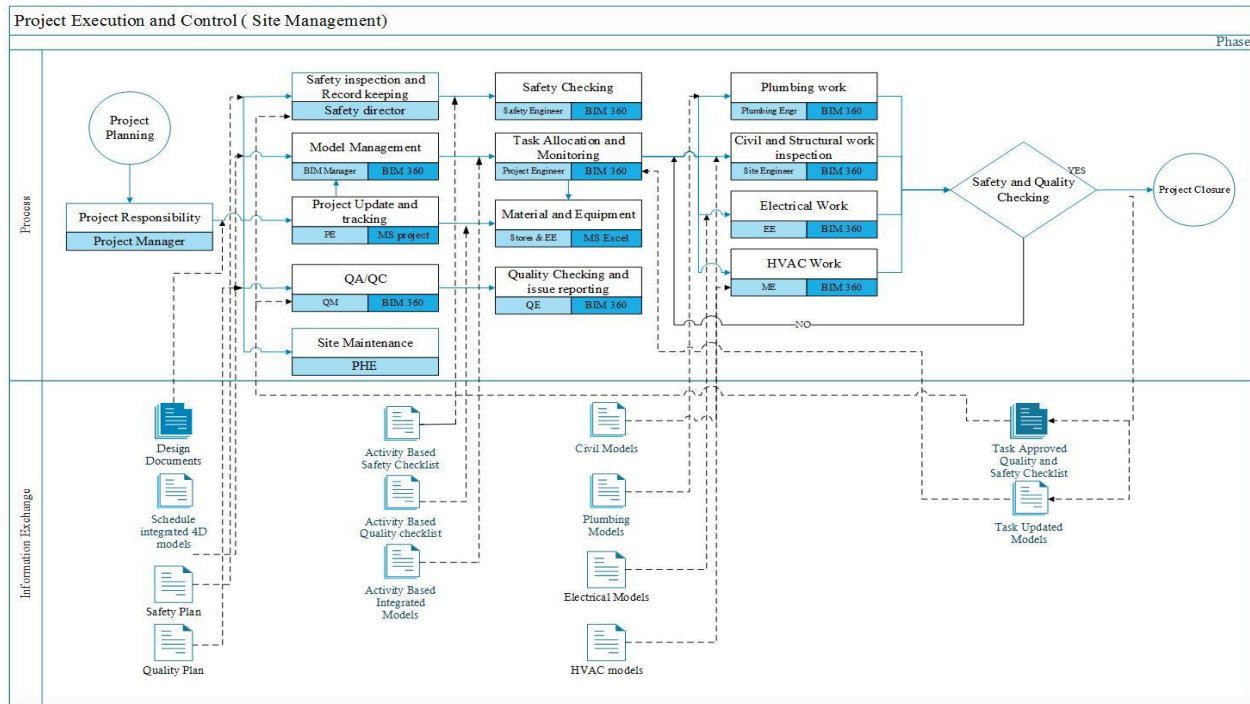 Project Execution and Control ( Site Management)
Phase
Process
Project
Planning
Project Responsibility
Project Manager
Safety inspection and
Record keeping
Safety director
Model Management
BIM Manager
BIM 360
Project Update and
tracking
PE
MS project
QA/QC
QM
BIM 360
Site Maintenance
PHE
Safety Checking
Safety Engineer
BIM 360
Task Allocation and
Monitoring
Project Engineer
BIM 360
Material and Equipment
Stores & EE
MS Excel
Quality Checking and
issue reporting
QE
BIM 360
Plumbing work
Plumbing Engr
BIM 360
Civil and Structural work
inspection
Site Engineer
BIM 360
Electrical Work
EE
BIM 360
HVAC Work
ME
BIM 360
Safety and Quality
Checking
YES
NO
Project Closure
Information Exchange
Design
Documents
Schedule
integrated 4D
models
Safety Plan
Quality Plan
Activity Based
Safety Checklist
Activity Based
Quality checklist
Activity Based
Integrated
Models
Civil Models
Plumbing
Models
Electrical Models
HVAC models
Task Approved
Quality and
Safety Checklist
Task Updated
Models